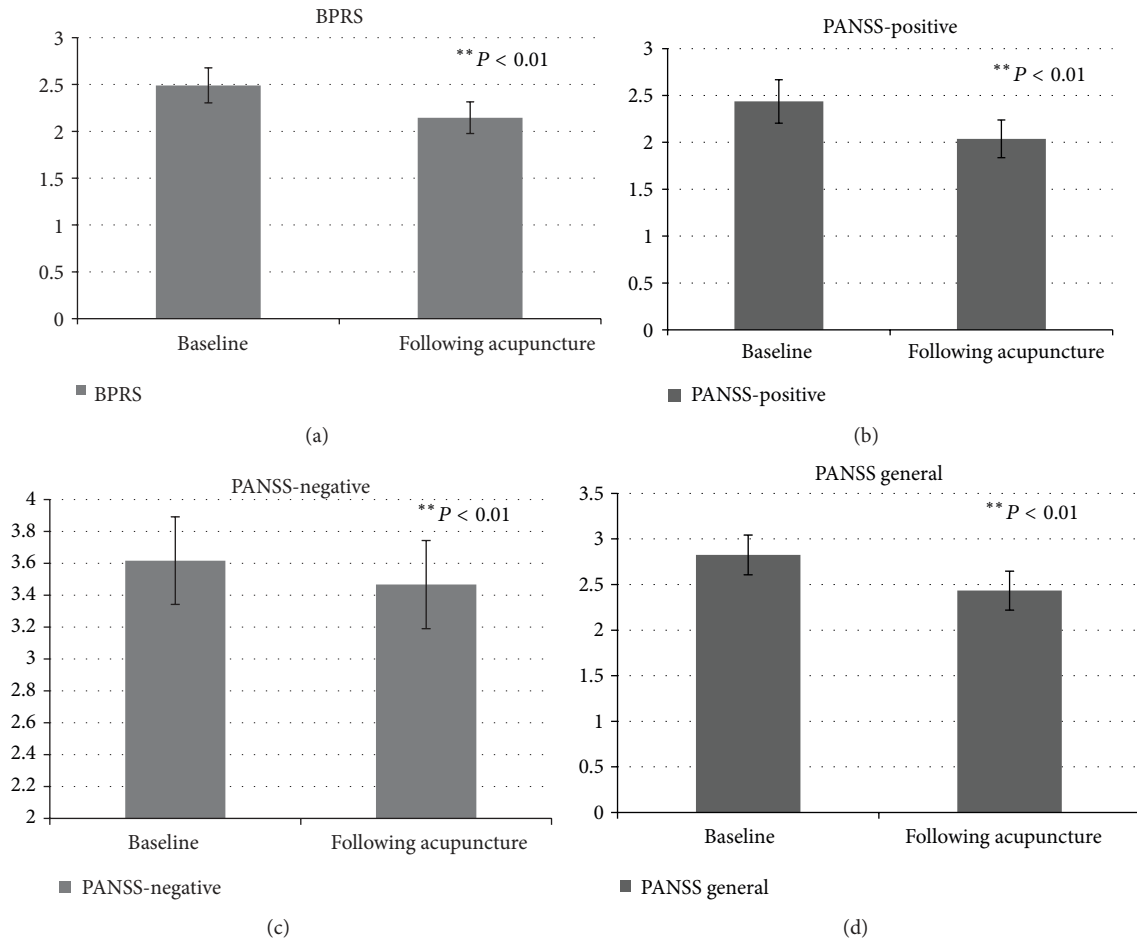 BPRS
3
2.5
2
1.5
1
0.5
0
**P < 0.01
Baseline
Following acupuncture
BPRS
(a)
PANSS-positive
3
2.5
2
1.5
1
0.5
0
**P < 0.01
Baseline
Following acupuncture
PANSS-positive
(b)
PANSS-negative
4
3.8
3.6
3.4
3.2
3
2.8
2.6
2.4
2.2
2
**P < 0.01
Baseline
Following acupuncture
PANSS-negative
(c)
PANSS general
3.5
3
2.5
2
1.5
1
0.5
0
**P < 0.01
Baseline
Following acupuncture
PANSS general
(d)